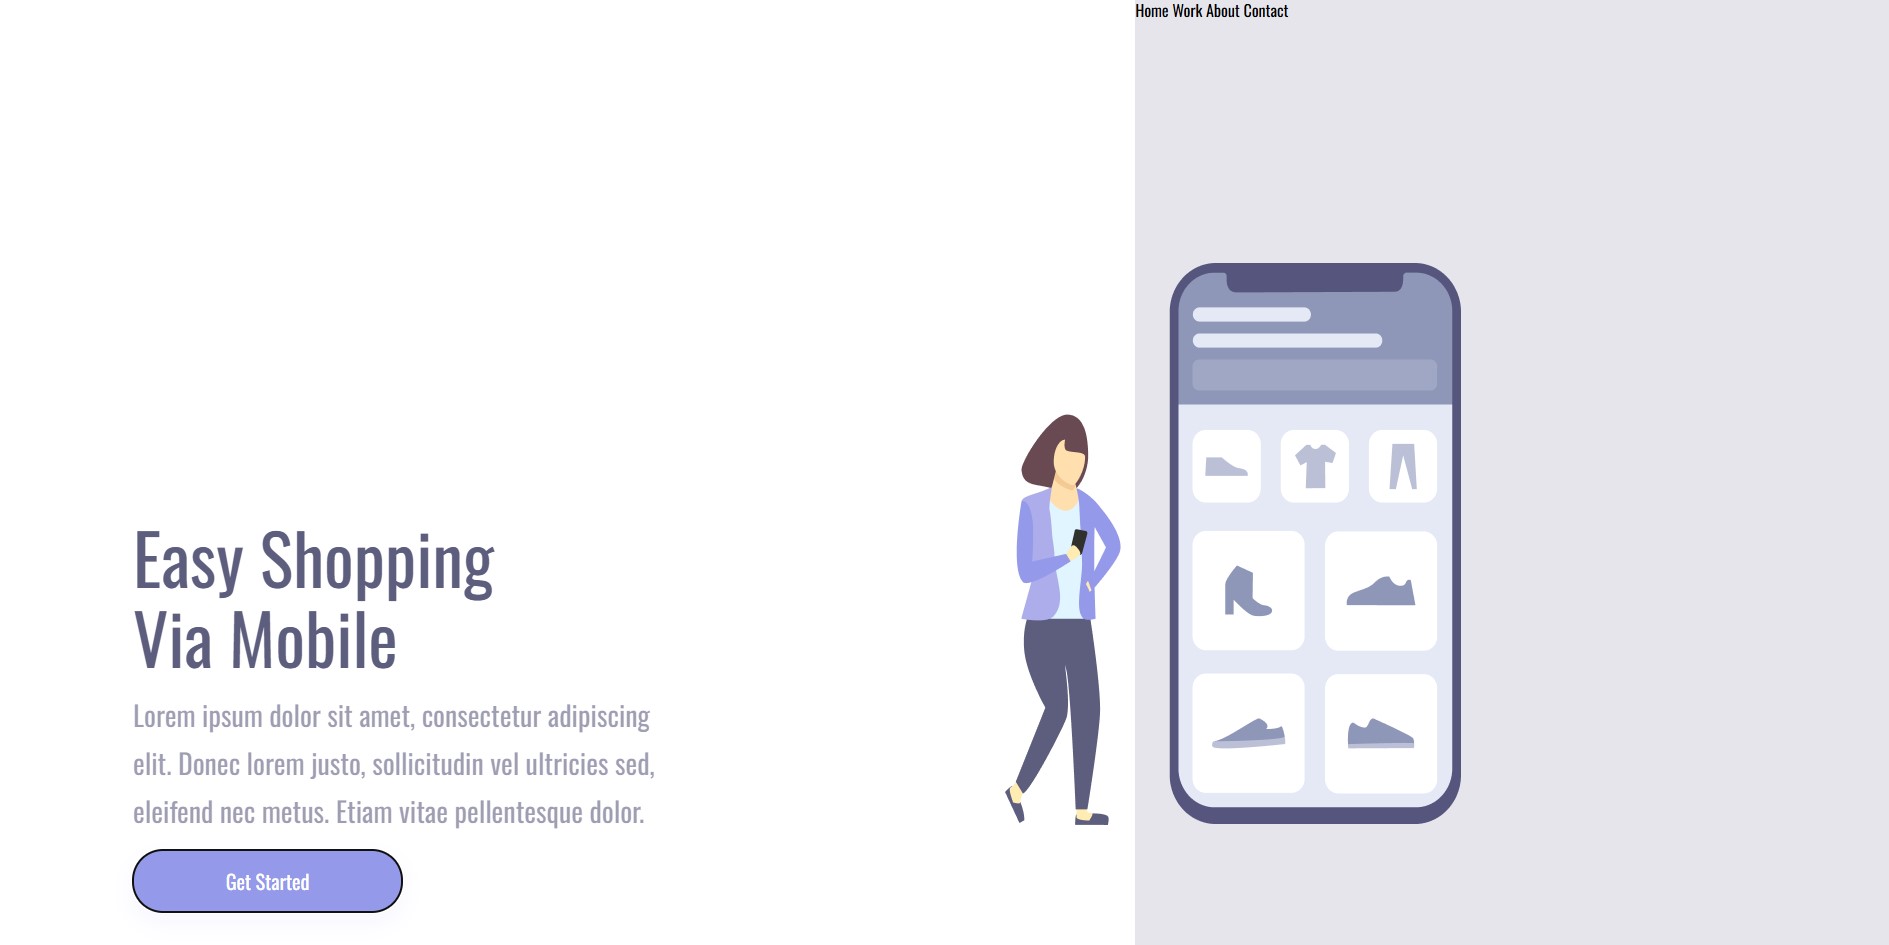 Home Work About Contact
Easy Shopping
Via Mobile
Lorem ipsum dolor sit amet, consectetur adipiscing
elit. Donec lorem justo, sollicitudin vel ultricies sed,
eleifend nec metus. Etiam vitae pellentesque dolor.
Get Started